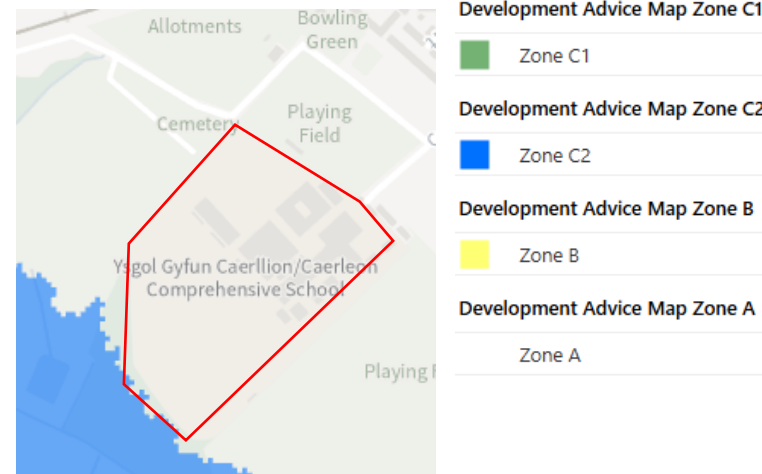 Allotments
Bowling
Green
Cemetery
Playing
Field
Ysgol Gyfun Caerllion/Caerleon
Comprehensive School
Playing F
Development Advice Map Zone C1
Zone C1
Development Advice Map Zone C2
Zone C2
Development Advice Map Zone B
Zone B
Development Advice Map Zone A
Zone A